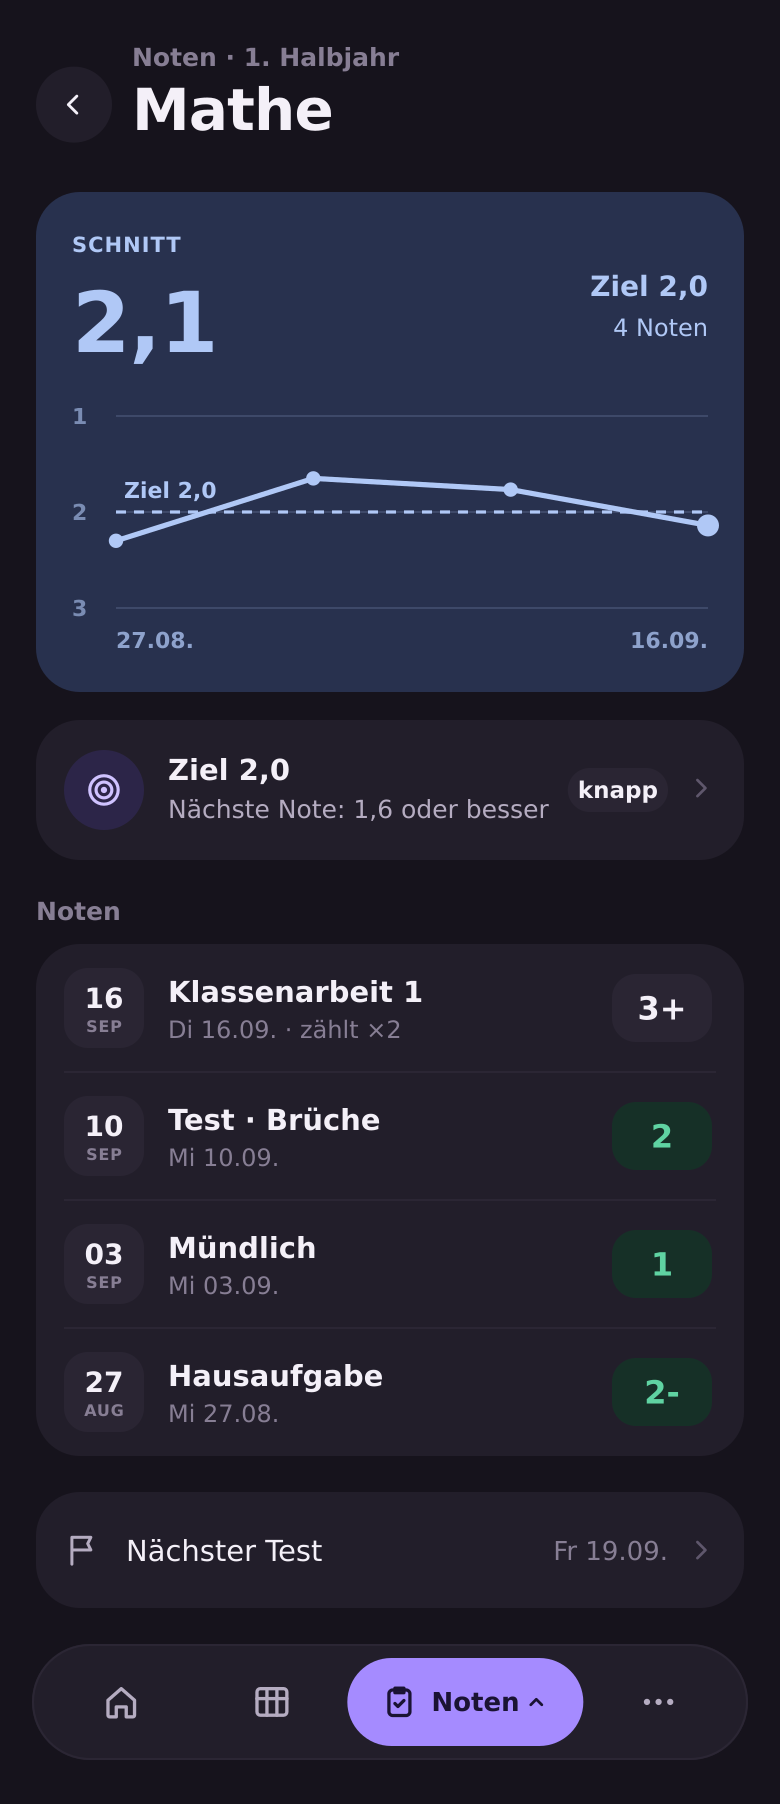 Noten · 1. Halbjahr
Mathe
SCHNITT
2,1
Ziel 2,0
4 Noten
1
Ziel 2,0
2
3
27.08.
16.09.
Ziel 2,0
Nächste Note: 1,6 oder besser
knapp
Noten
16
SEP
Klassenarbeit 1
Di 16.09. · zählt ×2
3+
10
SEP
Test · Brüche
Mi 10.09.
2
03
SEP
Mündlich
Mi 03.09.
1
27
AUG
Hausaufgabe
Mi 27.08.
2-
Nächster Test
Fr 19.09.
Noten